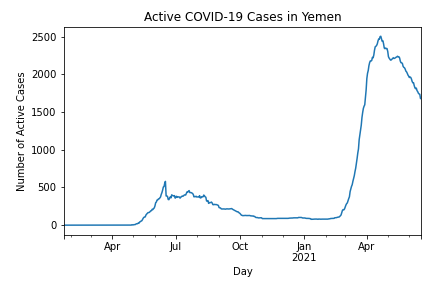 Active COVID-19 Cases in Yemen
2500
2000
1500
1000
500
0
Number of Active Cases
Apr Jul Oct Jan Apr
2021
Day